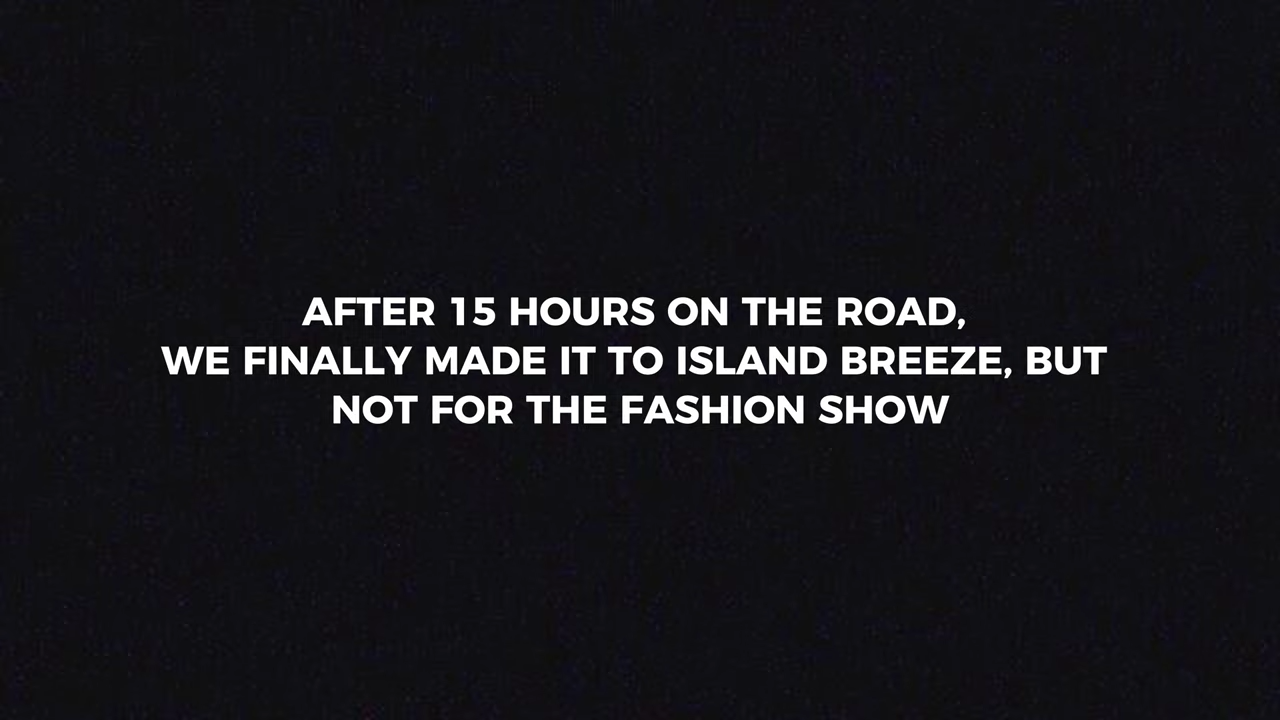 AFTER 15 HOURS ON THE ROAD,
WE FINALLY MADE IT TO ISLAND BREEZE, BUT
NOT FOR THE FASHION SHOW